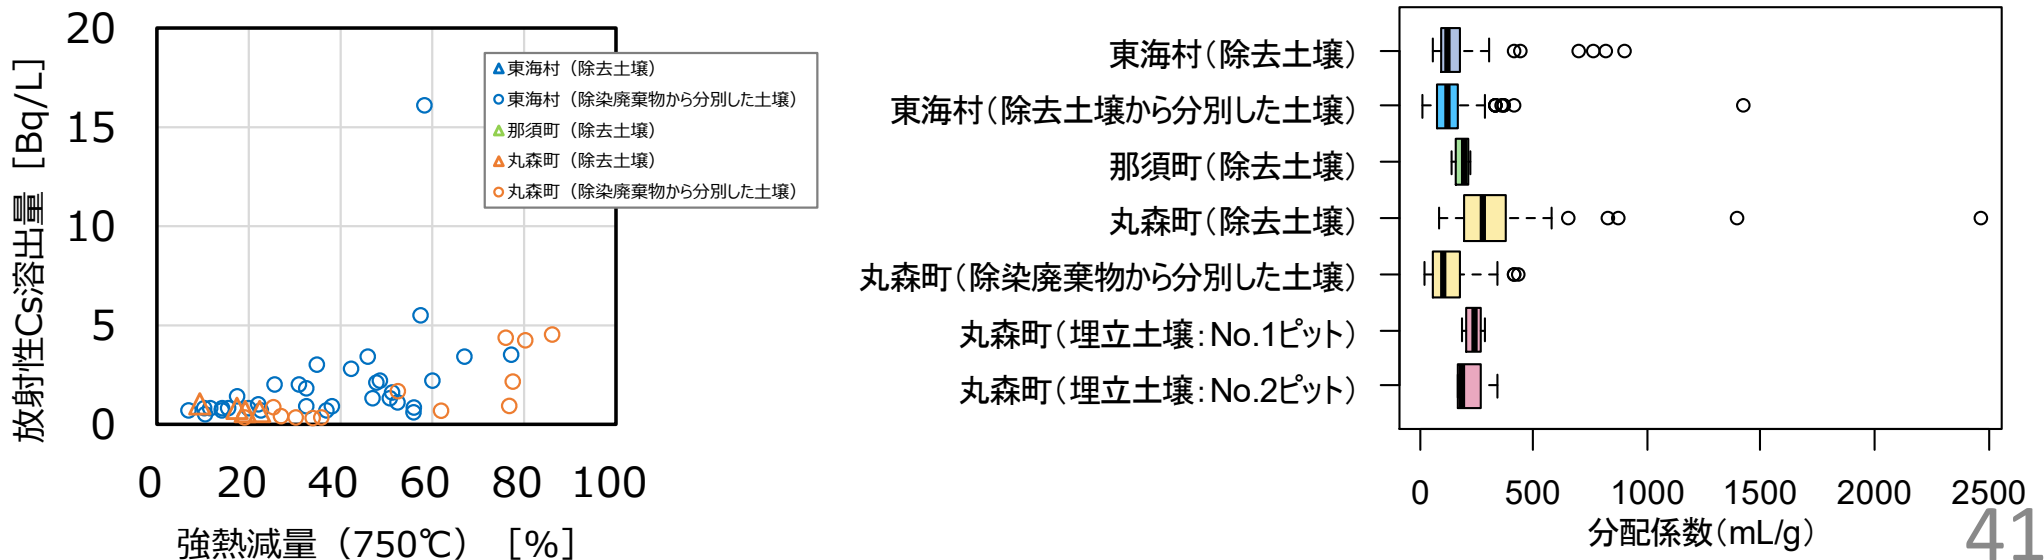 放射性Cs溶出量 [Bq/L]
20
15
10
5
0
東海村（除去土壌）
東海村（除染廃棄物から分別した土壌）
那須町（除去土壌）
丸森町（除去土壌）
丸森町（除染廃棄物から分別した土壌）
0 20 40 60 80 100
強熱減量（750℃） [%]
東海村（除去土壌）
東海村（除去土壌から分別した土壌）
那須町（除去土壌）
丸森町（除去土壌）
丸森町（除染廃棄物から分別した土壌）
丸森町（埋立土壌：No.1ピット）
丸森町（埋立土壌：No.2ピット）
0 500 1000 1500 2000 2500
分配係数(mL/g)
41